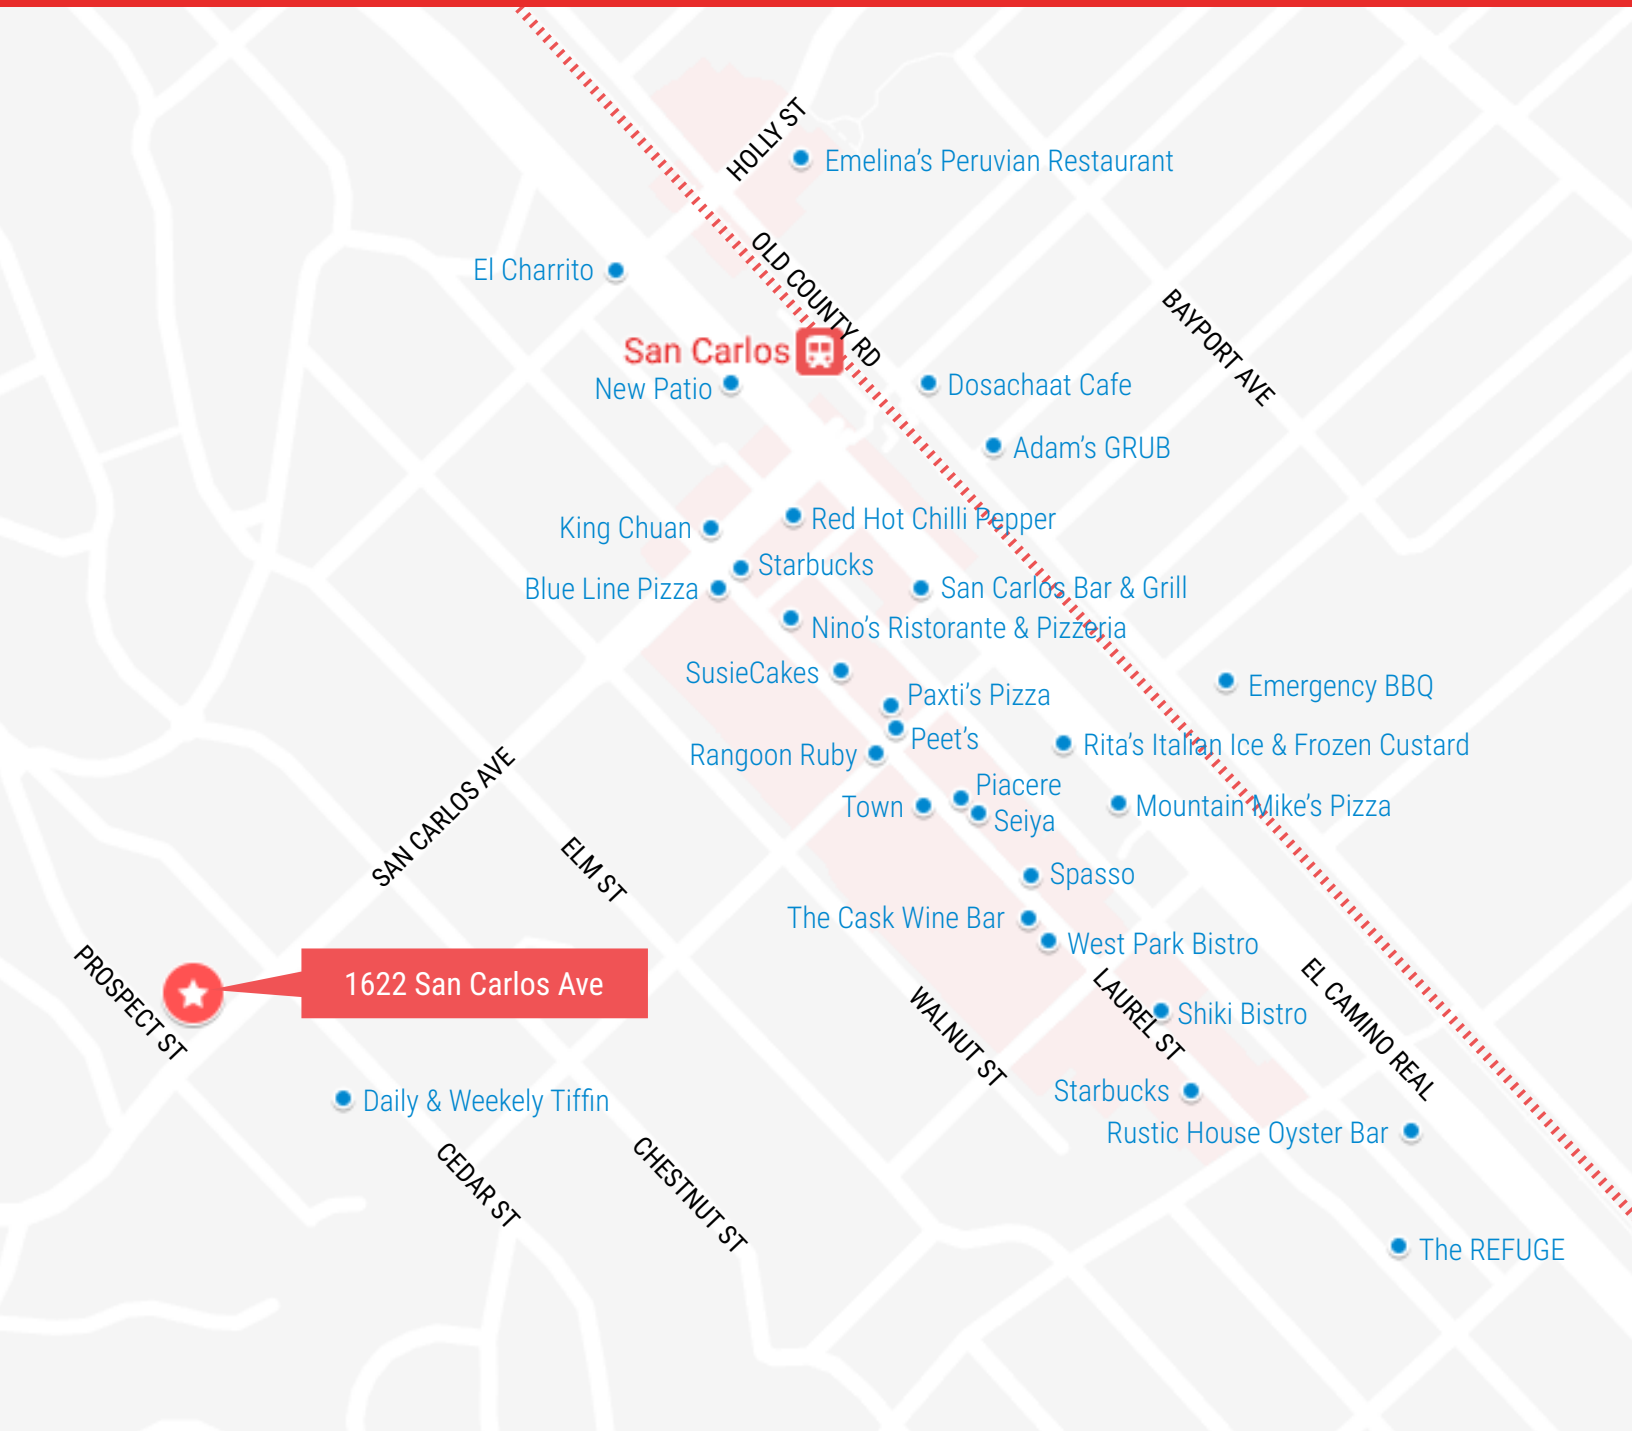 HOLLY ST
Emelina's Peruvian Restaurant
OLD COUNTY RD
El Charrito
BAYPORT AVE
San Carlos
New Patio
Dosachaat Cafe
Adam's GRUB
King Chuan
Red Hot Chilli Pepper
Starbucks
Blue Line Pizza
San Carlos Bar & Grill
Nino's Ristorante & Pizzeria
SusieCakes
Emergency BBQ
Paxti's Pizza
Peet's
Rangoon Ruby
Rita's Italian Ice & Frozen Custard
Piacere
Town
Mountain Mike's Pizza
Seiya
SAN CARLOS AVE
ELM ST
Spasso
The Cask Wine Bar
West Park Bistro
PROSPECT ST
1622 San Carlos Ave
WALNUT ST
LAUREL ST
Shiki Bistro
EL CAMINO REAL
Starbucks
Daily & Weekely Tiffin
Rustic House Oyster Bar
CEDAR ST
CHESTNUT ST
The REFUGE